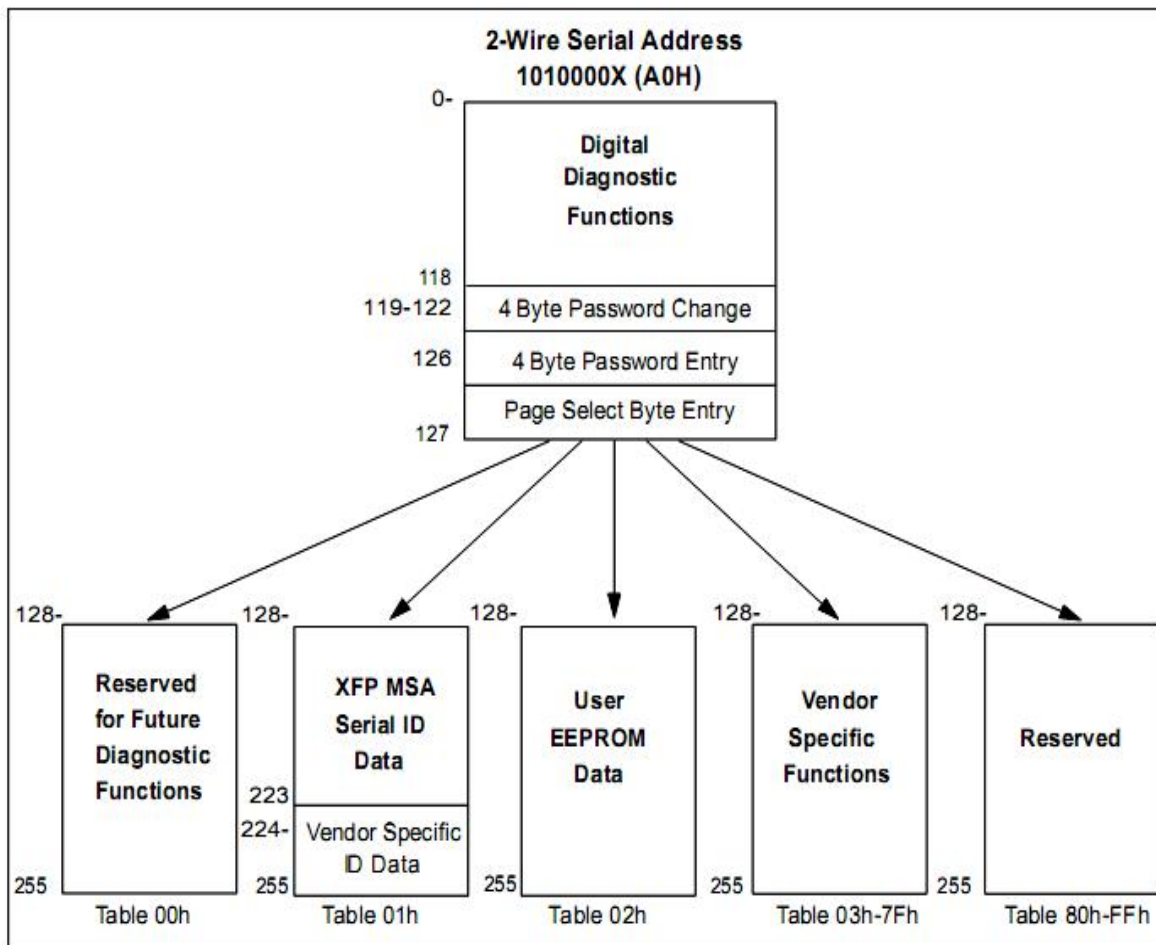 2-Wire Serial Address
1010000X (A0H)
0-
Digital
Diagnostic
Functions
118
119-122
4 Byte Password Change
126
4 Byte Password Entry
Page Select Byte Entry
127
128-
Reserved
for Future
Diagnostic
Functions
255
Table 00h
128-
XFP MSA
Serial ID
Data
223
224-
Vendor Specific
ID Data
255
Table 01h
128-
User
EEPROM
Data
255
Table 02h
128-
Vendor
Specific
Functions
255
Table 03h-7Fh
128-
Reserved
255
Table 80h-FFh